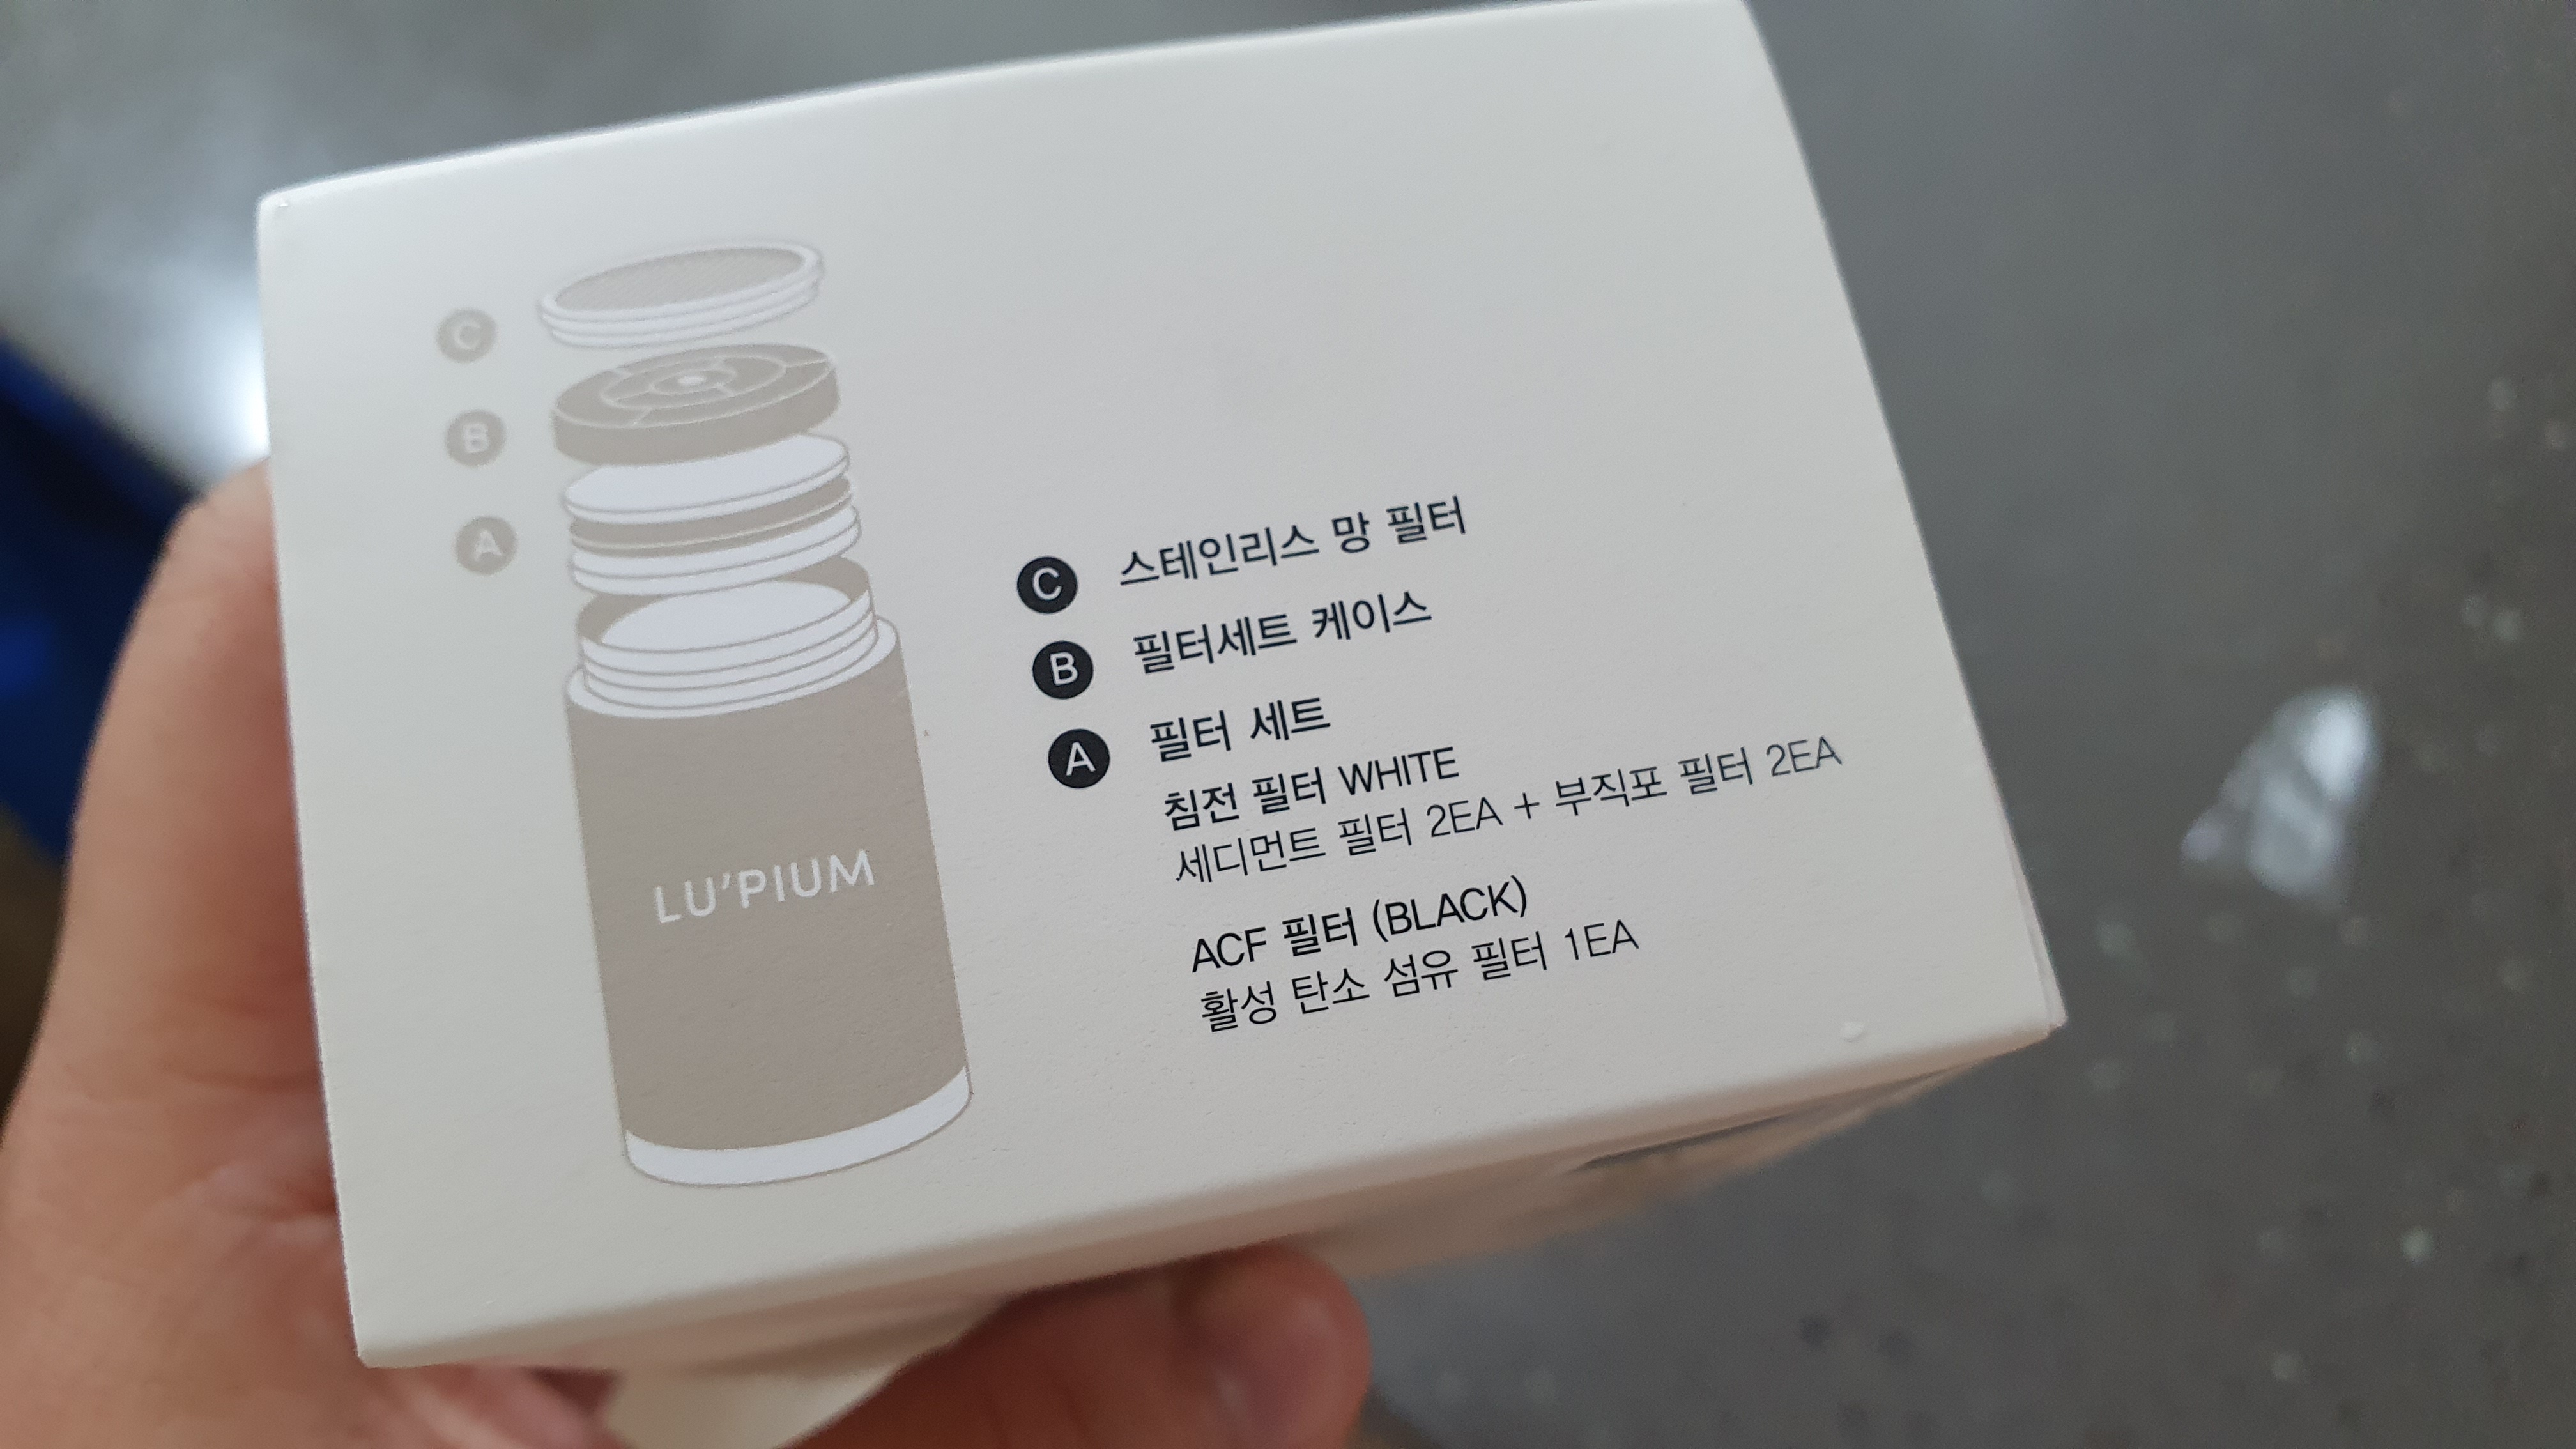 C
B
A
LU'PIUM
C 스테인리스 망 필터
B 필터세트 케이스
A 필터 세트
침전 필터 WHITE
세디먼트 필터 2EA + 부직포 필터 2EA
ACF 필터 (BLACK)
활성 탄소 섬유 필터 1EA